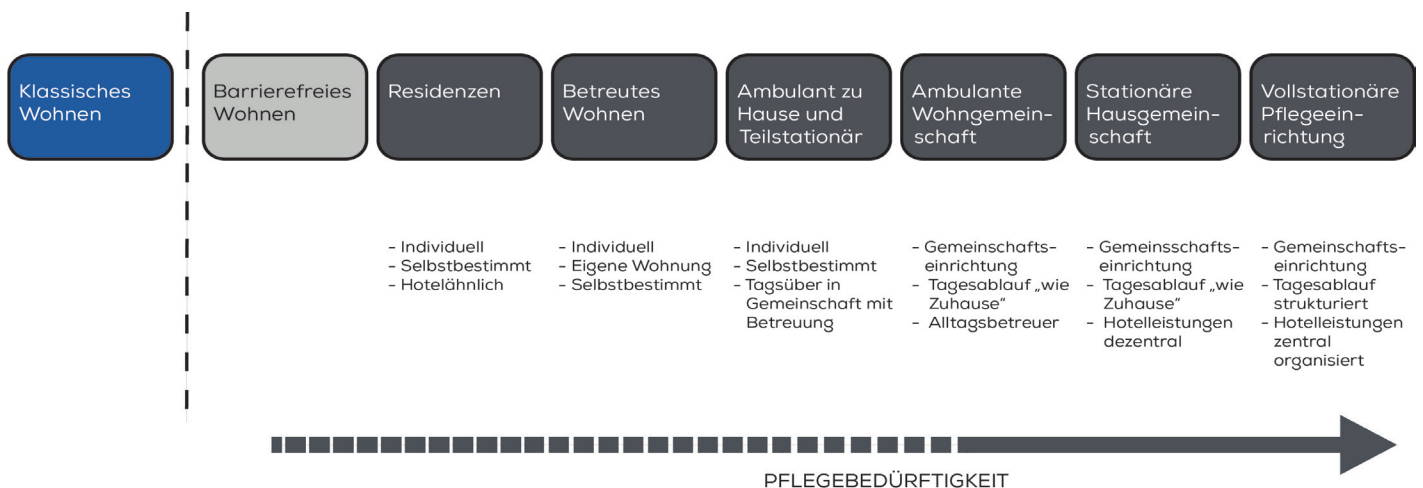 Klassisches
Wohnen
Barrierefreies
Wohnen
Residenzen
Betreutes
Wohnen
Ambulant zu
Hause und
Teilstationär
Ambulante
Wohngemein-
schaft
Stationäre
Hausgemein-
schaft
Vollstationäre
Pflegeein-
richtung
- Individuell
- Selbstbestimmt
- Hotelähnlich
- Individuell
- Eigene Wohnung
- Selbstbestimmt
- Individuell
- Selbstbestimmt
- Tagsüber in
Gemeinschaft mit
Betreuung
- Gemeinschafts-
einrichtung
- Tagesablauf „wie
Zuhause“
- Alltagsbetreuer
- Gemeinsschafts-
einrichtung
- Tagesablauf „wie
Zuhause“
- Hotelleistungen
dezentral
- Gemeinschafts-
einrichtung
- Tagesablauf
strukturiert
- Hotelleistungen
zentral
organisiert
PFLEGEBEDÜRFTIGKEIT